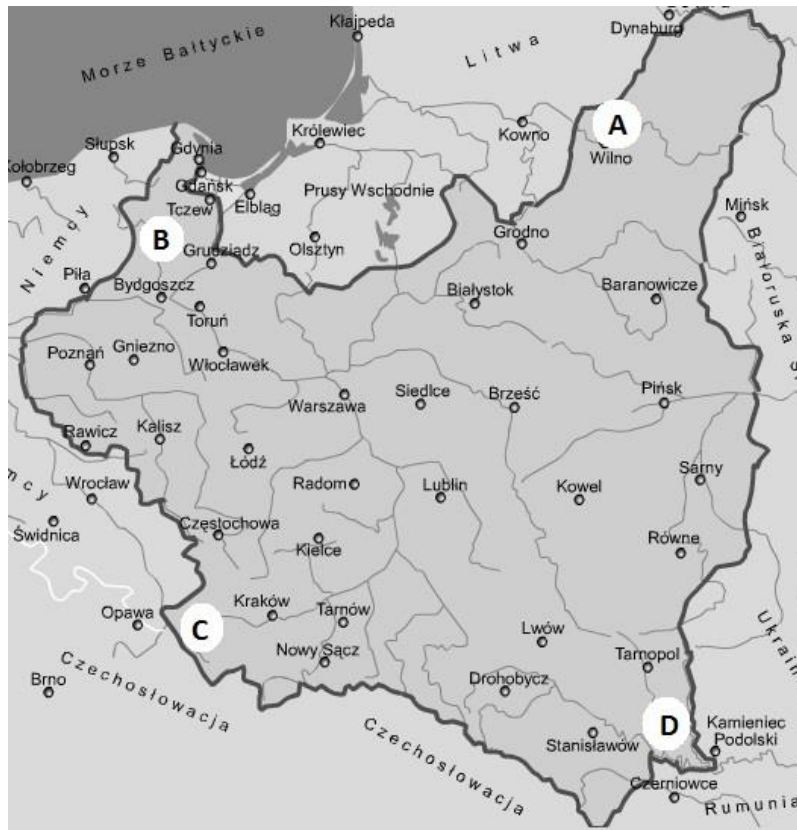 Kłajpeda
Dynaburg
Morze Bałtyckie
Litwa
A
Wilno
Kowno
Królewiec
Słupsk
Gdynia
Kołobrzeg
Gdańsk
Prusy Wschodnie
Tczew
Elbląg
Niemcy
B
Mińsk
Olsztyn
Grodno
Grudziądz
Białoruska S
Piła
Bydgoszcz
Białystok
Baranowicze
Toruń
Poznań
Gniezno
Włocławek
Siedlce
Brześć
Pińsk
Warszawa
Rawicz
Kalisz
Łódź
Sarny
Wrocław
Radom
Lublin
Kowel
mcy
Świdnica
Częstochowa
Kielce
Równe
Kraków
Tarnów
Opawa
C
Lwów
Ukrain
Nowy Sącz
Tarnopol
Czechosłowacja
Brno
Drohobycz
D
Stanisławów
Kamieniec
Podolski
Czechosłowacja
Czerniowce
Rumunia